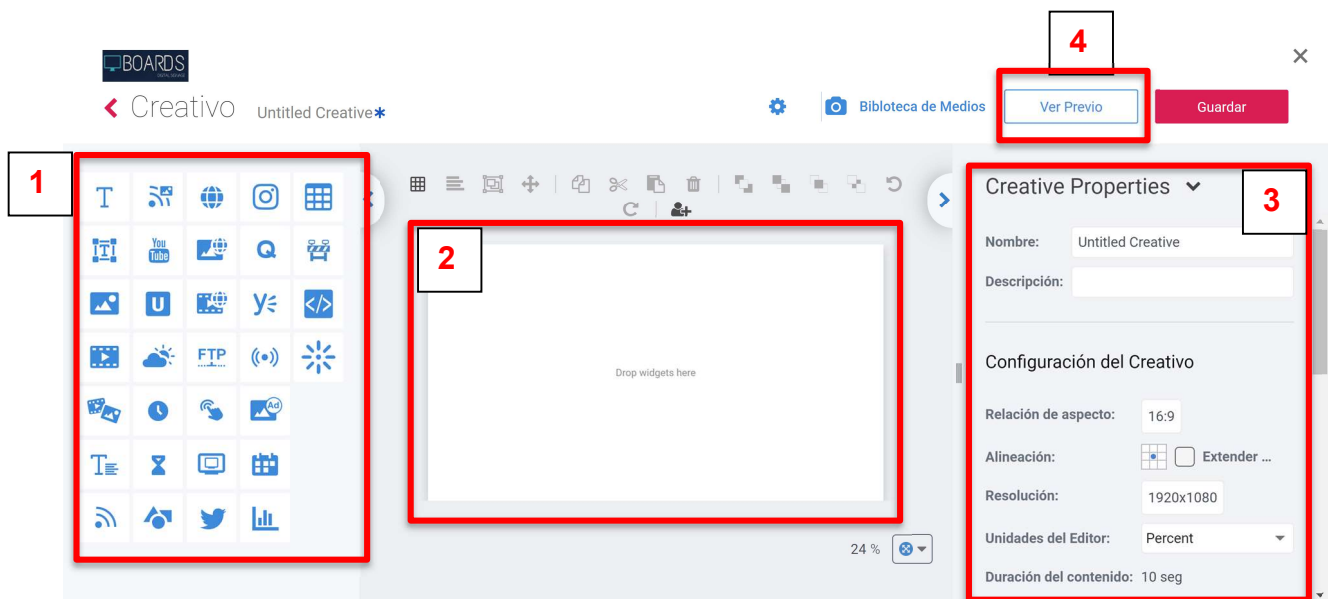 4
BOARDS
Creativo Untitled Creative*
Bibloteca de Medios
Ver Previo
Guardar
1
T
T
You
Tube
U
Q
y
</>
FTP
Ad
T
2
Drop widgets here
24 %
Creative Properties
3
Nombre: Untitled Creative
Descripción:
Configuración del Creativo
Relación de aspecto: 16:9
Alineación: Extender ...
Resolución: 1920x1080
Unidades del Editor: Percent
Duración del contenido: 10 seg